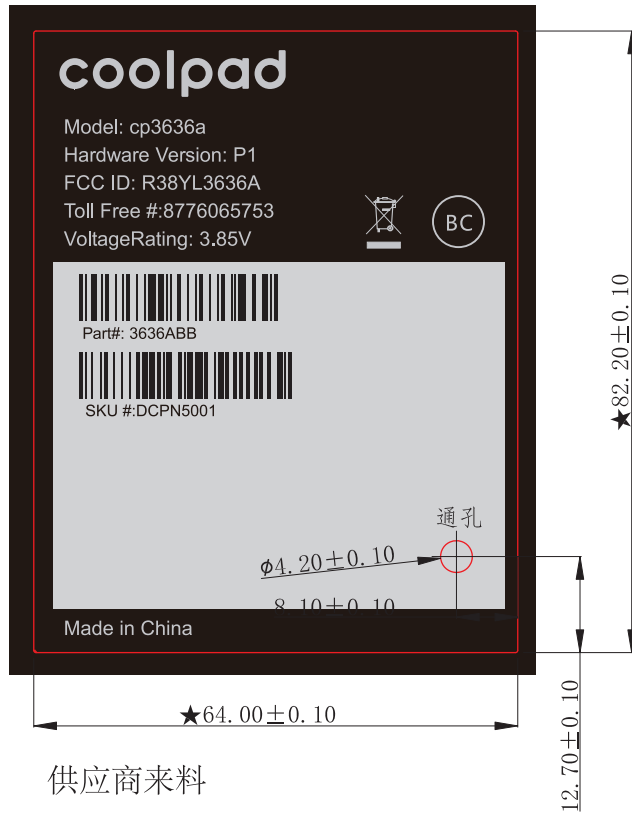 coolpad
Model: cp3636a
Hardware Version: P1
FCC ID: R38YL3636A
Toll Free #:8776065753
VoltageRating: 3.85V
BC
Part#: 3636ABB
SKU #:DCPN5001
通孔
ϕ4.20±0.10
8.10±0.10
Made in China
★82.20±0.10
12.70±0.10
★64.00±0.10
供应商来料